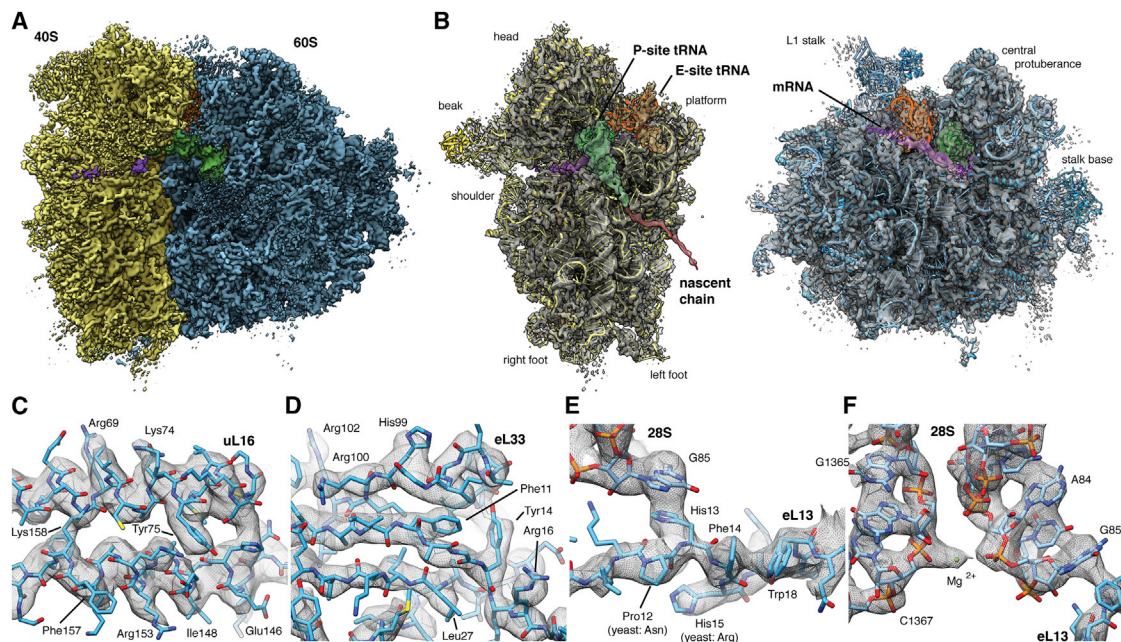 A
40S
60S
B
head
P-site tRNA
E-site tRNA
beak
platform
shoulder
nascent
chain
right foot
left foot
L1 stalk
central
protuberance
mRNA
stalk base
C
Arg69
Lys74
uL16
Lys158
Tyr75
Phe157
Arg153
Ile148
Glu146
D
Arg102
His99
eL33
Arg100
Phe11
Tyr14
Arg16
Leu27
E
28S
G85
His13
Phe14
eL13
Trp18
Pro12
(yeast: Asn)
His15
(yeast: Arg)
F
28S
G1365
A84
G85
Mg 2+
C1367
eL13